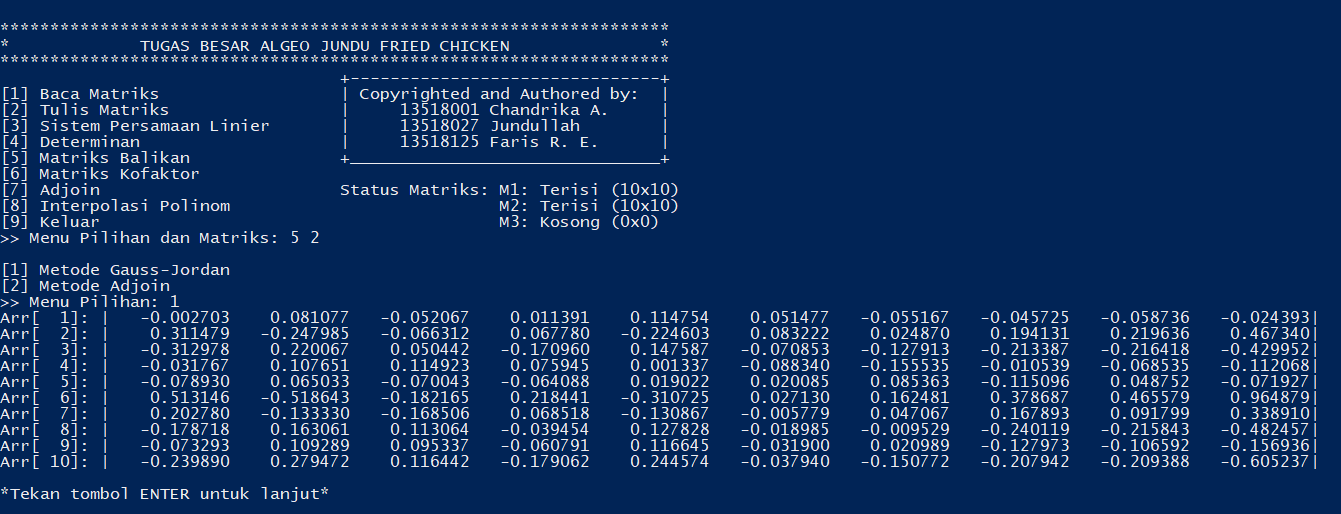 *******************************************************************
*             TUGAS BESAR ALGEO JUNDU FRIED CHICKEN               *
*******************************************************************
                                  +-------------------------------+
[1] Baca Matriks                  | Copyrighted and Authored by:  |
[2] Tulis Matriks                 |     13518001 Chandrika A.     |
[3] Sistem Persamaan Linier       |     13518027 Jundullah        |
[4] Determinan                    |     13518125 Faris R. E.      |
[5] Matriks Balikan               +_______________________________+
[6] Matriks Kofaktor
[7] Adjoin                        Status Matriks: M1: Terisi (10x10)
[8] Interpolasi Polinom                           M2: Terisi (10x10)
[9] Keluar                                        M3: Kosong (0x0)
>> Menu Pilihan dan Matriks: 5 2
[1] Metode Gauss-Jordan
[2] Metode Adjoin
>> Menu Pilihan: 1
Arr[  1]: |   -0.002703    0.081077   -0.052067    0.011391    0.114754    0.051477   -0.055167   -0.045725   -0.058736   -0.024393|
Arr[  2]: |    0.311479   -0.247985   -0.066312    0.067780   -0.224603    0.083222    0.024870    0.194131    0.219636    0.467340|
Arr[  3]: |   -0.312978    0.220067    0.050442   -0.170960    0.147587   -0.070853   -0.127913   -0.213387   -0.216418   -0.429952|
Arr[  4]: |   -0.031767    0.107651    0.114923    0.075945    0.001337   -0.088340   -0.155535   -0.010539   -0.068535   -0.112068|
Arr[  5]: |   -0.078930    0.065033   -0.070043   -0.064088    0.019022    0.020085    0.085363   -0.115096    0.048752   -0.071927|
Arr[  6]: |    0.513146   -0.518643   -0.182165    0.218441   -0.310725    0.027130    0.162481    0.378687    0.465579    0.964879|
Arr[  7]: |    0.202780   -0.133330   -0.168506    0.068518   -0.130867   -0.005779    0.047067    0.167893    0.091799    0.338910|
Arr[  8]: |   -0.178718    0.163061    0.113064   -0.039454    0.127828   -0.018985   -0.009529   -0.240119   -0.215843   -0.482457|
Arr[  9]: |   -0.073293    0.109289    0.095337   -0.060791    0.116645   -0.031900    0.020989   -0.127973   -0.106592   -0.156936|
Arr[ 10]: |   -0.239890    0.279472    0.116442   -0.179062    0.244574   -0.037940   -0.150772   -0.207942   -0.209388   -0.605237|
*Tekan tombol ENTER untuk lanjut*